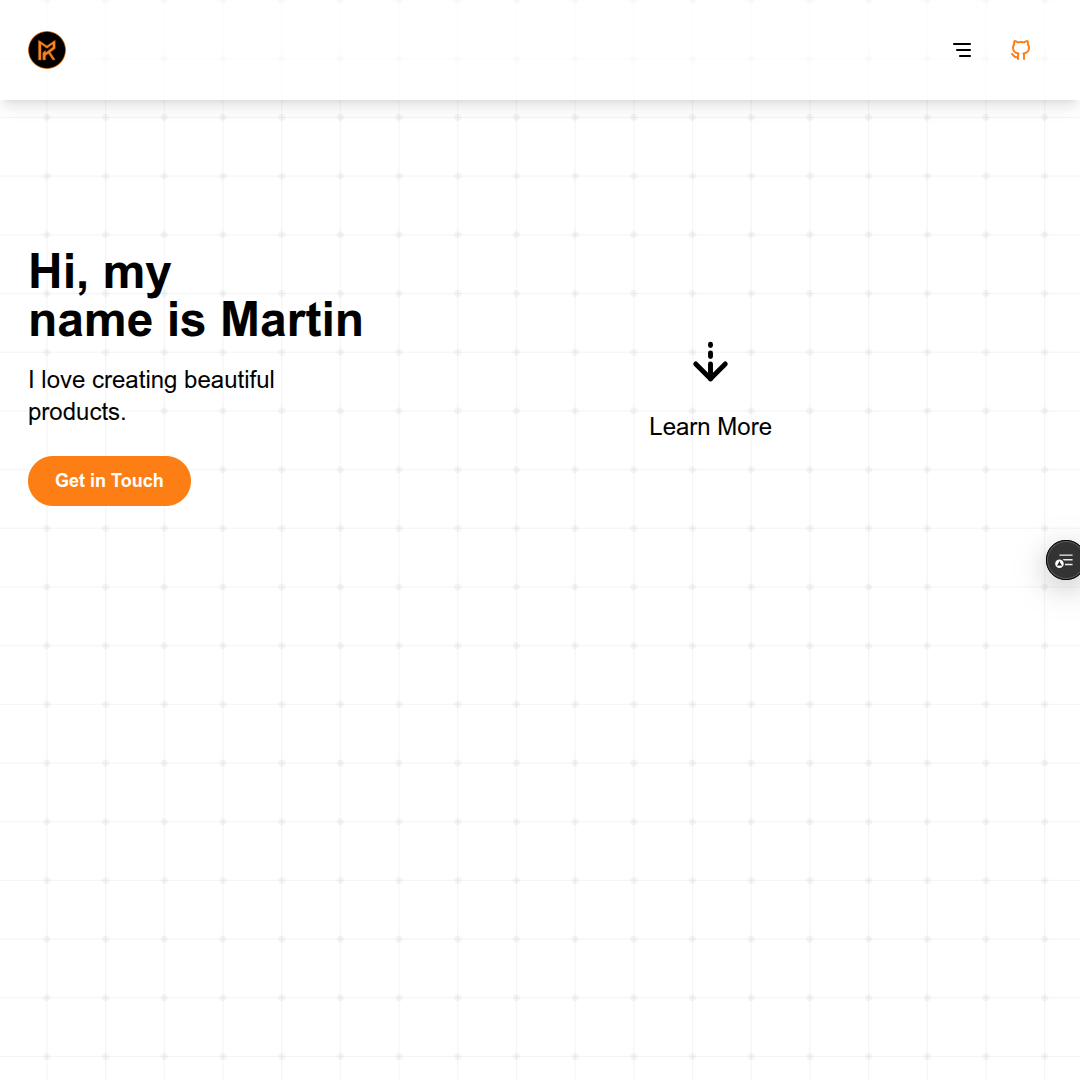 Hi, my
name is Martin
I love creating beautiful
products.
Get in Touch
Learn More